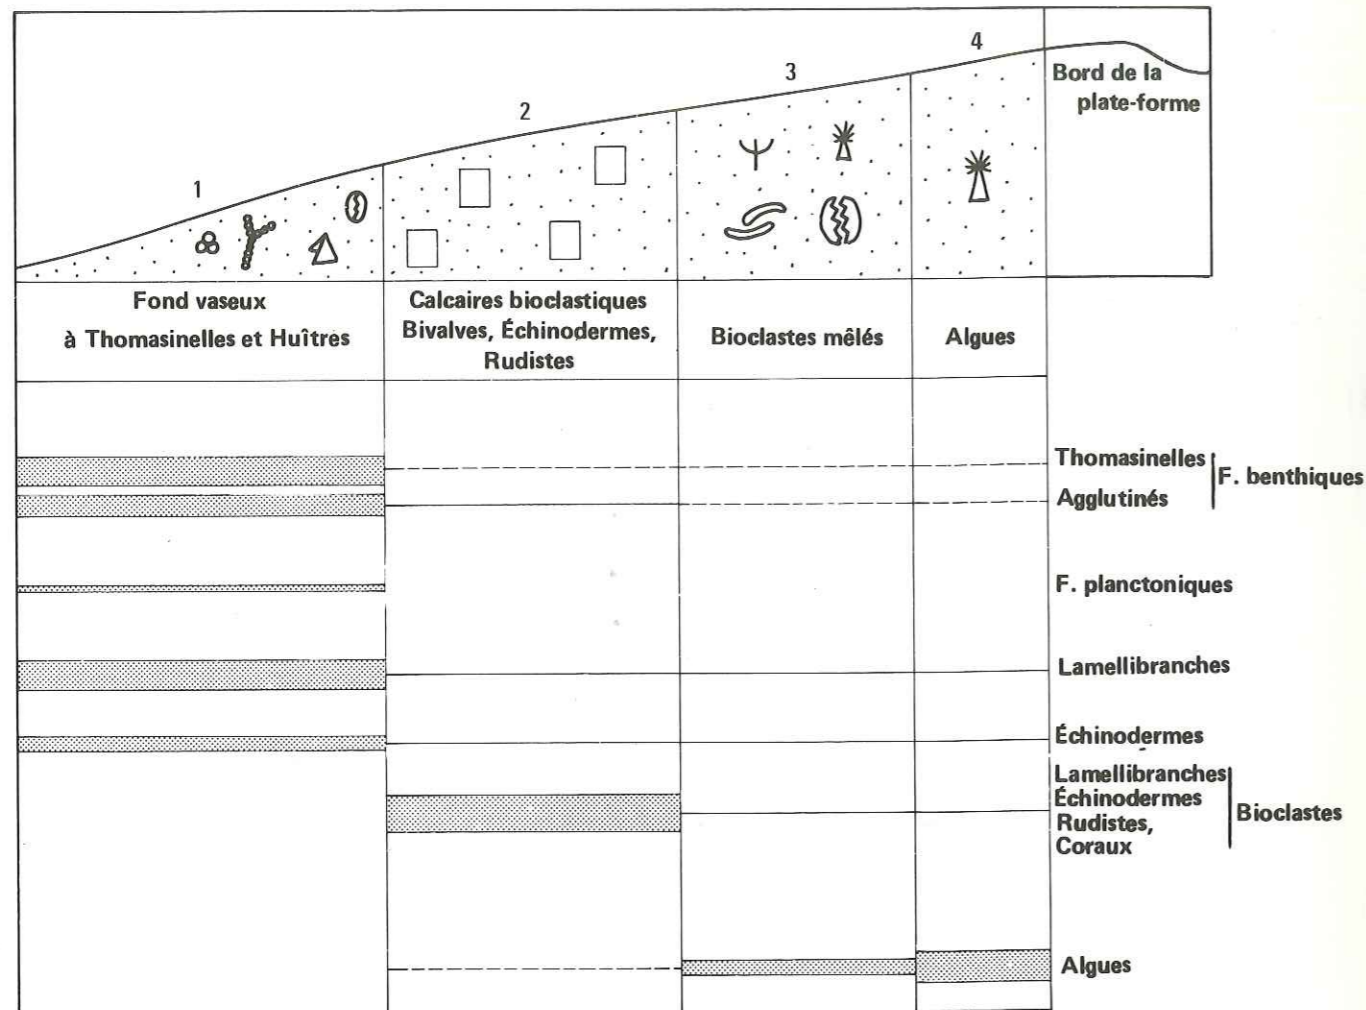 4
3
2
1
Bord de la
plate-forme
Fond vaseux
à Thomasinelles et Huîtres
Calcaires bioclastiques
Bivalves, Échinodermes,
Rudistes
Bioclastes mêlés
Algues
Thomasinelles
F. benthiques
Agglutinés
F. planctoniques
Lamellibranches
Échinodermes
Lamellibranches
Échinodermes
Rudistes,
Coraux
Bioclastes
Algues